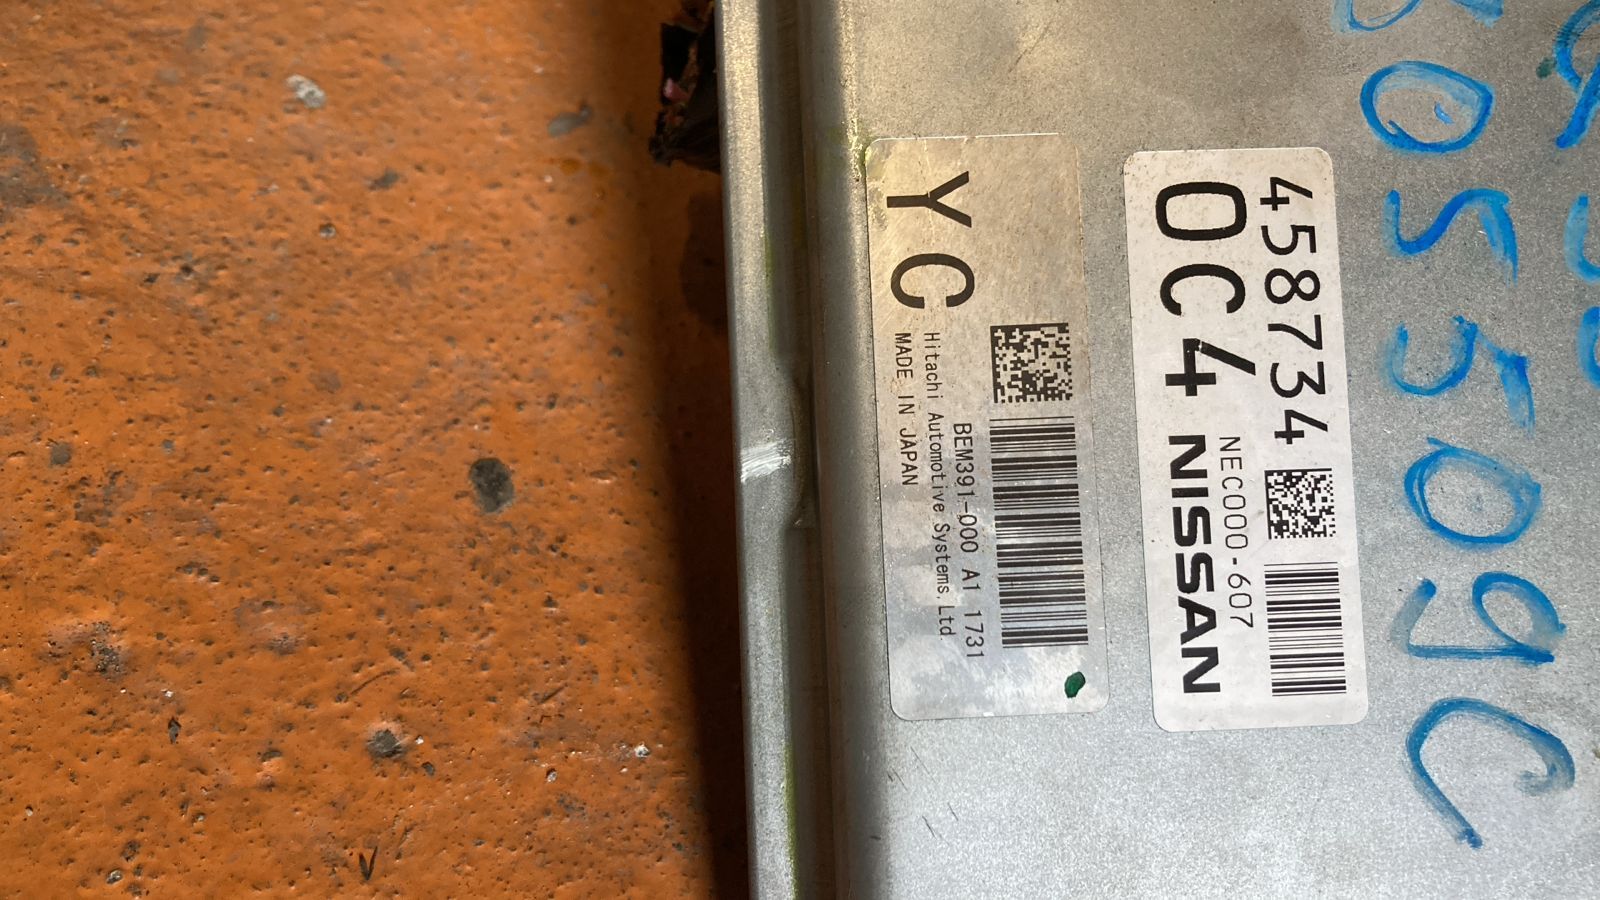 458734
0C4
NEC000-607
NISSAN
BEM391-000 A1 1731
YC
Hitachi Automotive Systems, Ltd.
MADE IN JAPAN